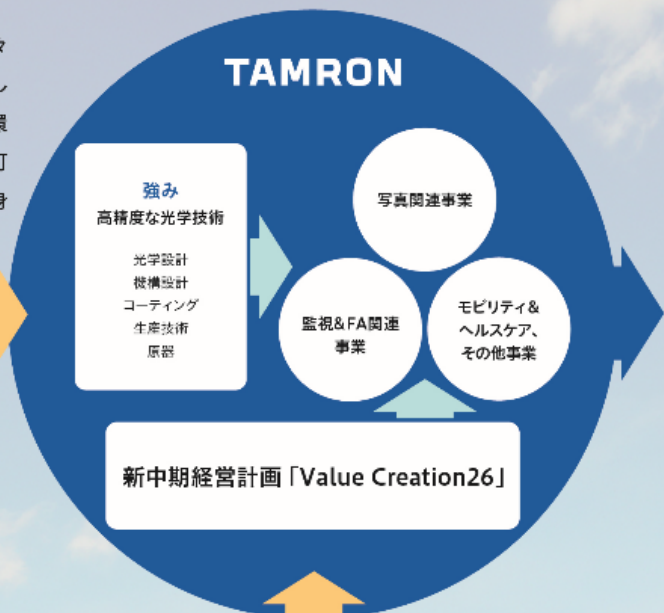 TAMRON
強み
高精度な光学技術
光学設計
機構設計
コーティング
生産技術
原器
写真関連事業
監視&FA関連
事業
モビリティ&
ヘルスケア、
その他事業
新中期経営計画「Value Creation26」